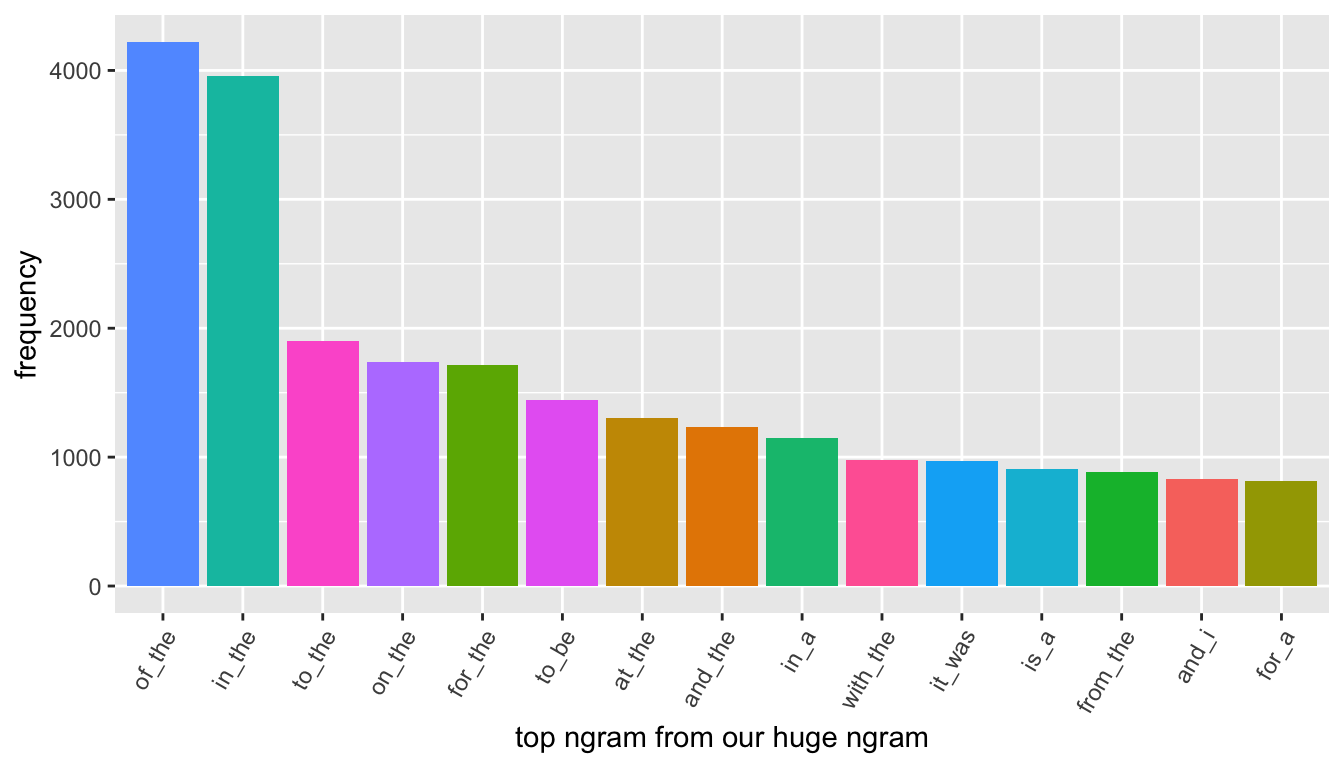 4000
3000
2000
1000
0
frequency
of_the
in_the
to_the
on_the
for_the
to_be
at_the
and_the
in_a
with_the
it_was
is_a
from_the
and_i
for_a
top ngram from our huge ngram